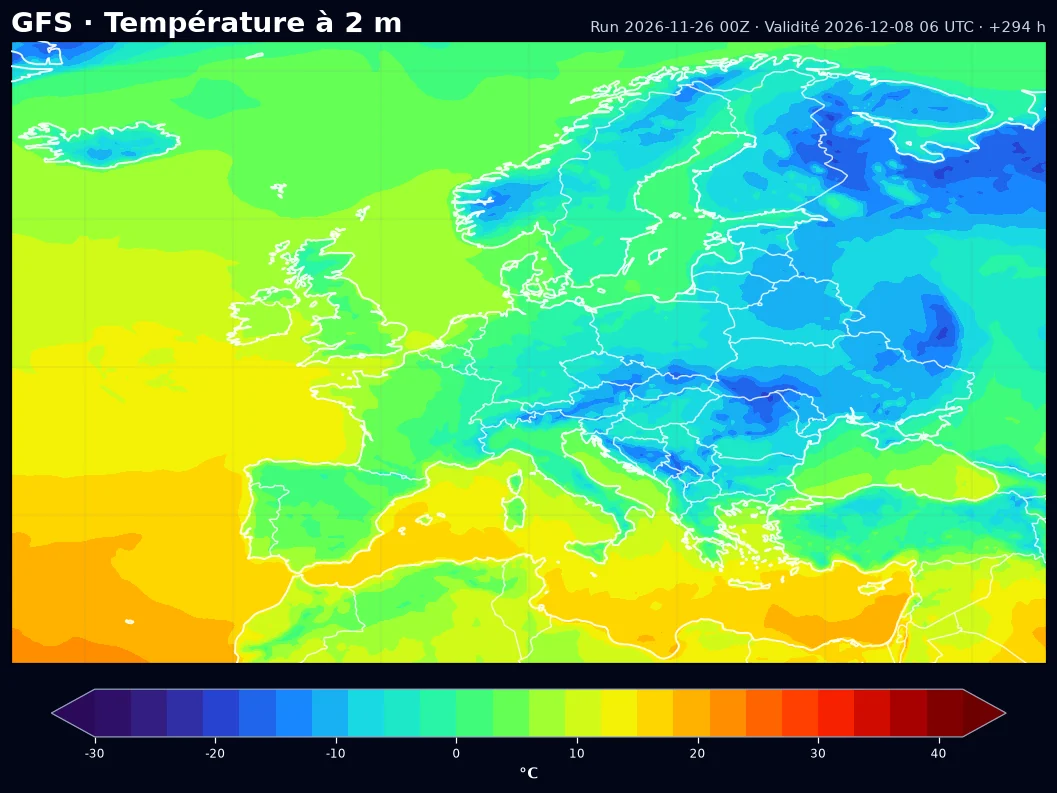 GFS · Température à 2 m
Run 2026-11-26 00Z · Validité 2026-12-08 06 UTC · +294 h
-30 -20 -10 0 10 20 30 40
°C